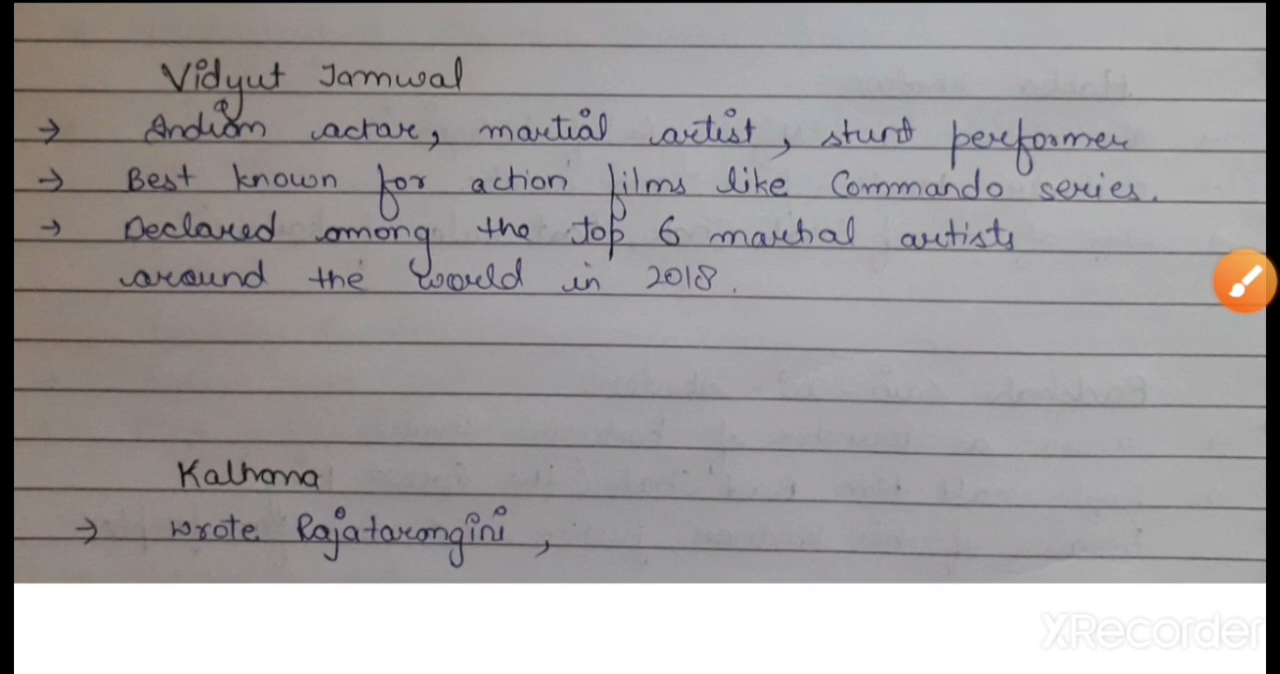 Vidyut Jamwal
→ Indian actor, martial artist, stunt performer
→ Best known for action films like Commando series.
→ Declared among the top 6 martial artists
around the world in 2018.
Kalhana
→ wrote Rajatarangini,
XRecorder